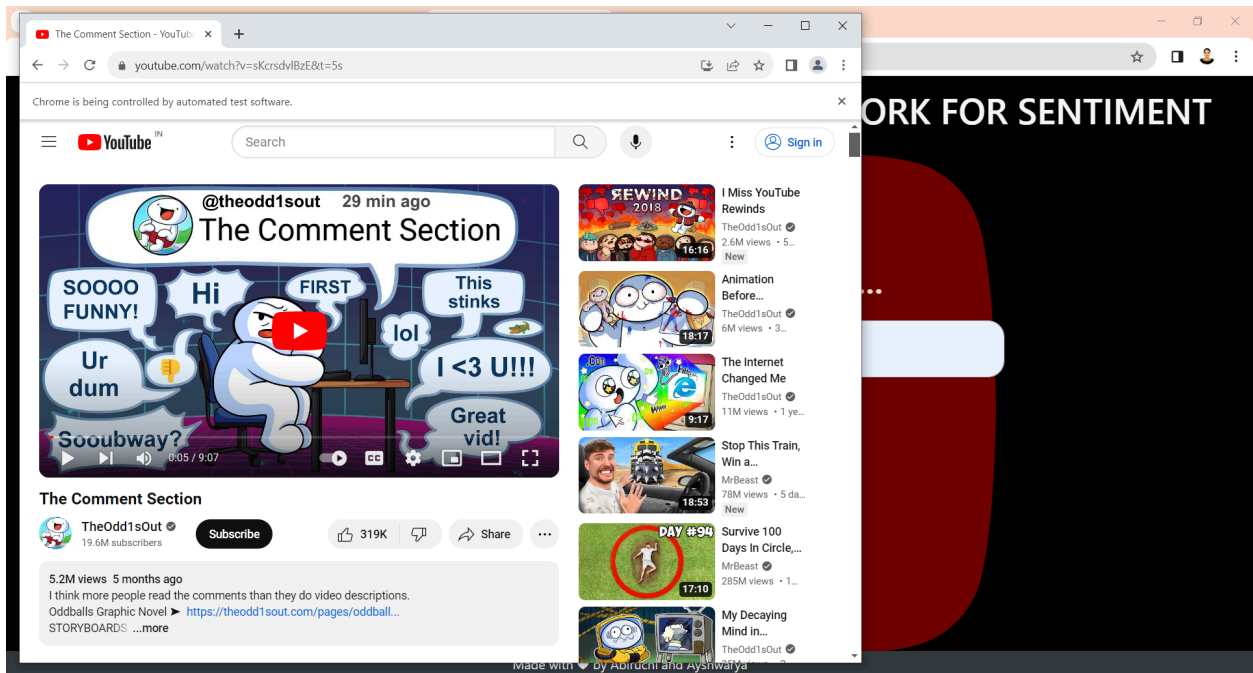 The Comment Section - YouTub
youtube.com/watch?v=sKcrsdvlBzE&t=5s
Chrome is being controlled by automated test software.
ORK FOR SENTIMENT
YouTube IN
Search
Sign in
@theodd1sout 29 min ago
The Comment Section
SOOOO
FUNNY!
Hi
FIRST
This
stinks
lol
Ur
dum
I <3 U!!!
Great
vid!
Sooubway?
0:05 / 9:07
CC
The Comment Section
TheOdd1sOut
19.6M subscribers
Subscribe
319K
Share
5.2M views 5 months ago
I think more people read the comments than they do video descriptions.
Oddballs Graphic Novel ➤ https://theodd1sout.com/pages/oddball...
STORYBOARDS ...more
REWIND
2018
16:16
I Miss YouTube
Rewinds
TheOdd1sOut
2.6M views • 5...
New
18:17
Animation
Before...
TheOdd1sOut
6M views • 3...
.Com
9:17
The Internet
Changed Me
TheOdd1sOut
11M views • 1 ye...
18:53
Stop This Train,
Win a...
MrBeast
78M views • 5 da...
New
DAY #94
17:10
Survive 100
Days In Circle,...
MrBeast
285M views • 1...
My Decaying
Mind in...
TheOdd1sOut
...
Made with ❤ by Abiruchi and Ayshwarya